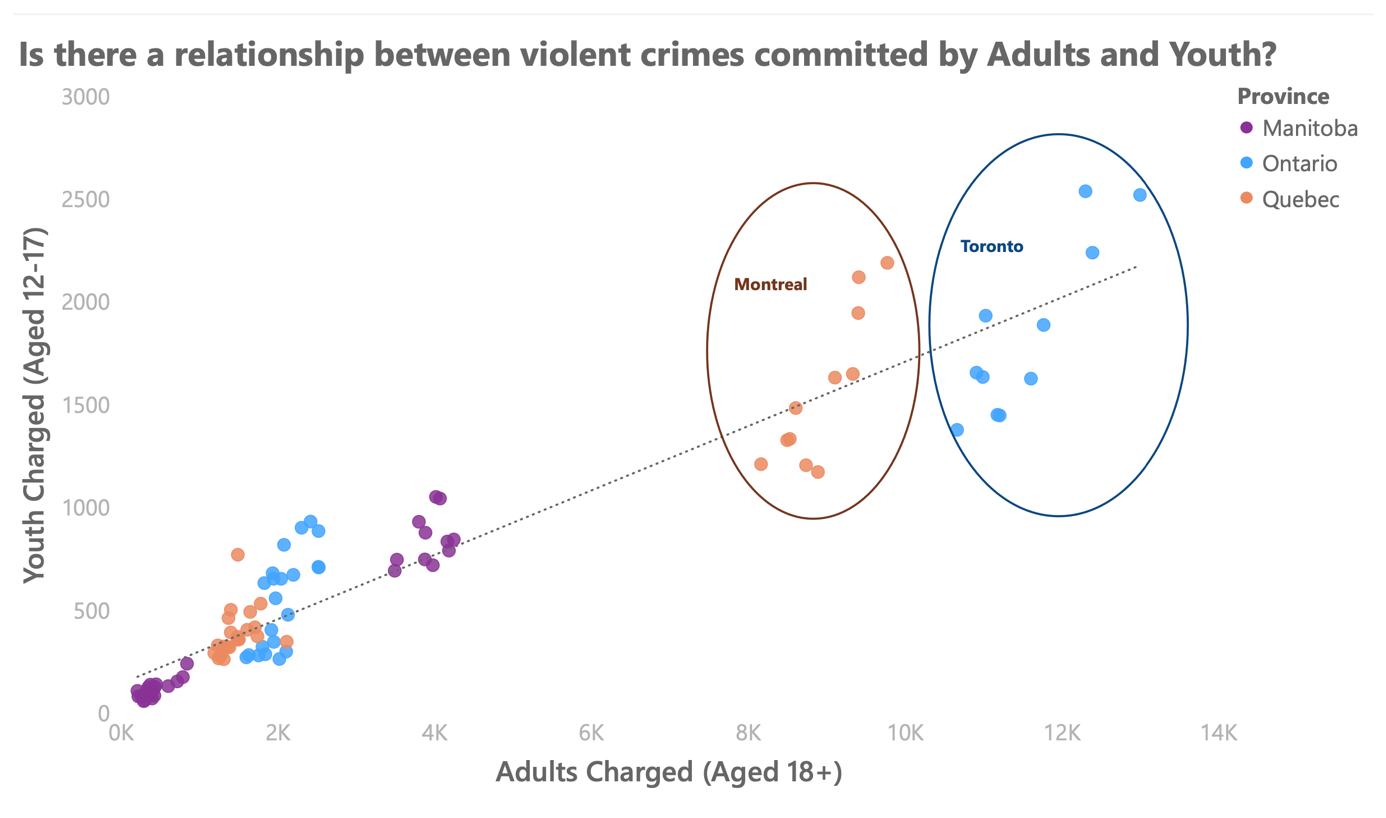 Is there a relationship between violent crimes committed by Adults and Youth?
Province
Manitoba
Ontario
Quebec
Youth Charged (Aged 12-17)
3000
2500
2000
1500
1000
500
0
Montreal
Toronto
0K 2K 4K 6K 8K 10K 12K 14K
Adults Charged (Aged 18+)